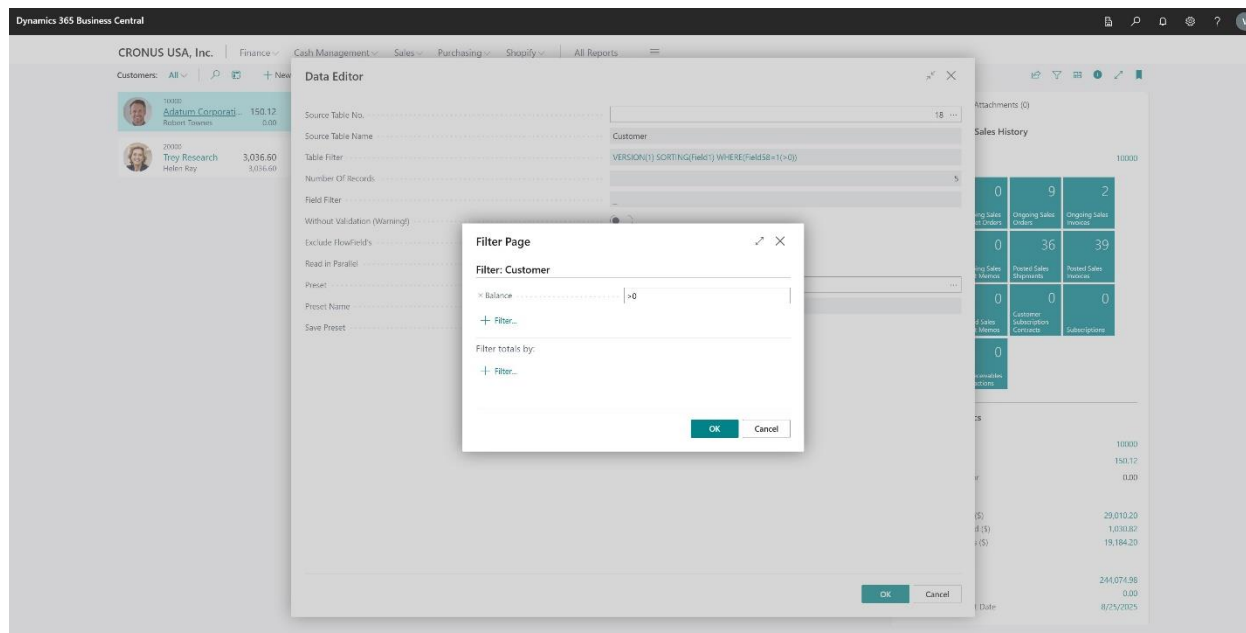 Dynamics 365 Business Central
CRONUS USA, Inc. Finance Cash Management Sales Purchasing Shopify All Reports
Customers: All + New
10000
Adatum Corporati... 150.12
Robert Townes 0.00
20000
Trey Research 3,036.60
Helen Ray 3,036.60
Data Editor
Source Table No. 18 ...
Source Table Name Customer
Table Filter VERSION(1) SORTING(Field1) WHERE(Field58=1(>0))
Number Of Records 5
Field Filter ...
Without Validation (Warning!)
Exclude FlowField's
Read in Parallel
Preset ...
Preset Name
Save Preset
OK Cancel
Filter Page
Filter: Customer
× Balance >0
+ Filter...
Filter totals by:
+ Filter...
OK Cancel
Attachments (0)
Sales History
10000
0 9 2
Ongoing Sales Orders
Ongoing Sales Invoices
0 36 39
Posted Sales Shipments
Posted Sales Invoices
0 0 0
Customer Subscription Contracts
Subscriptions
0
10000
150.12
0.00
($) 29,010.20
d ($) 1,030.82
s ($) 19,184.20
244,074.98
0.00
Date 8/25/2025